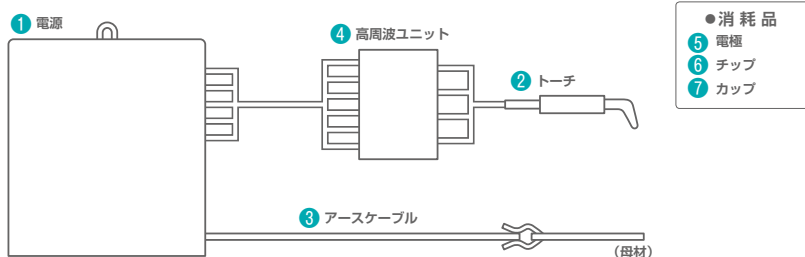 1 電源
4 高周波ユニット
2 トーチ
3 アースケーブル
(母材)
●消耗品
5 電極
6 チップ
7 カップ